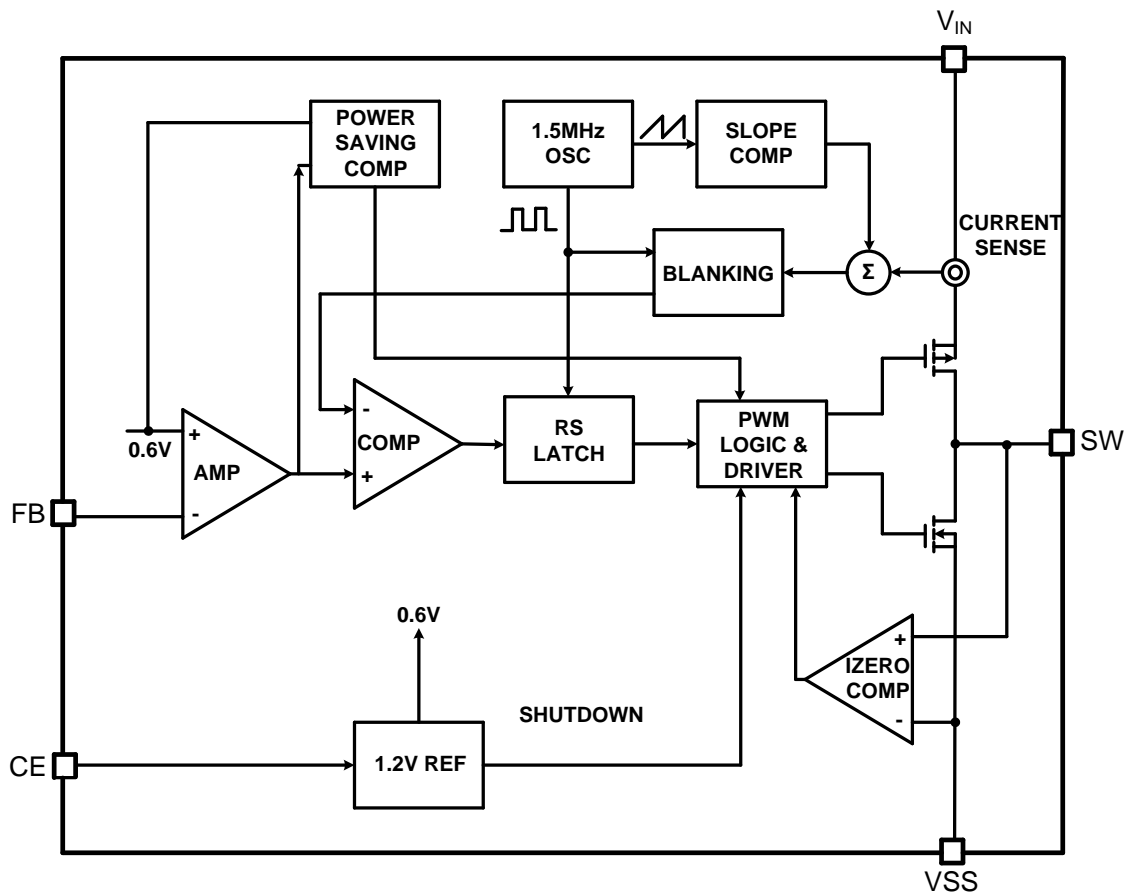 VIN
POWER
SAVING
COMP
1.5MHz
OSC
SLOPE
COMP
CURRENT
SENSE
BLANKING
Σ
-
COMP
+
RS
LATCH
PWM
LOGIC &
DRIVER
SW
0.6V
+
AMP
-
FB
0.6V
+
IZERO
COMP
-
SHUTDOWN
CE
1.2V REF
VSS